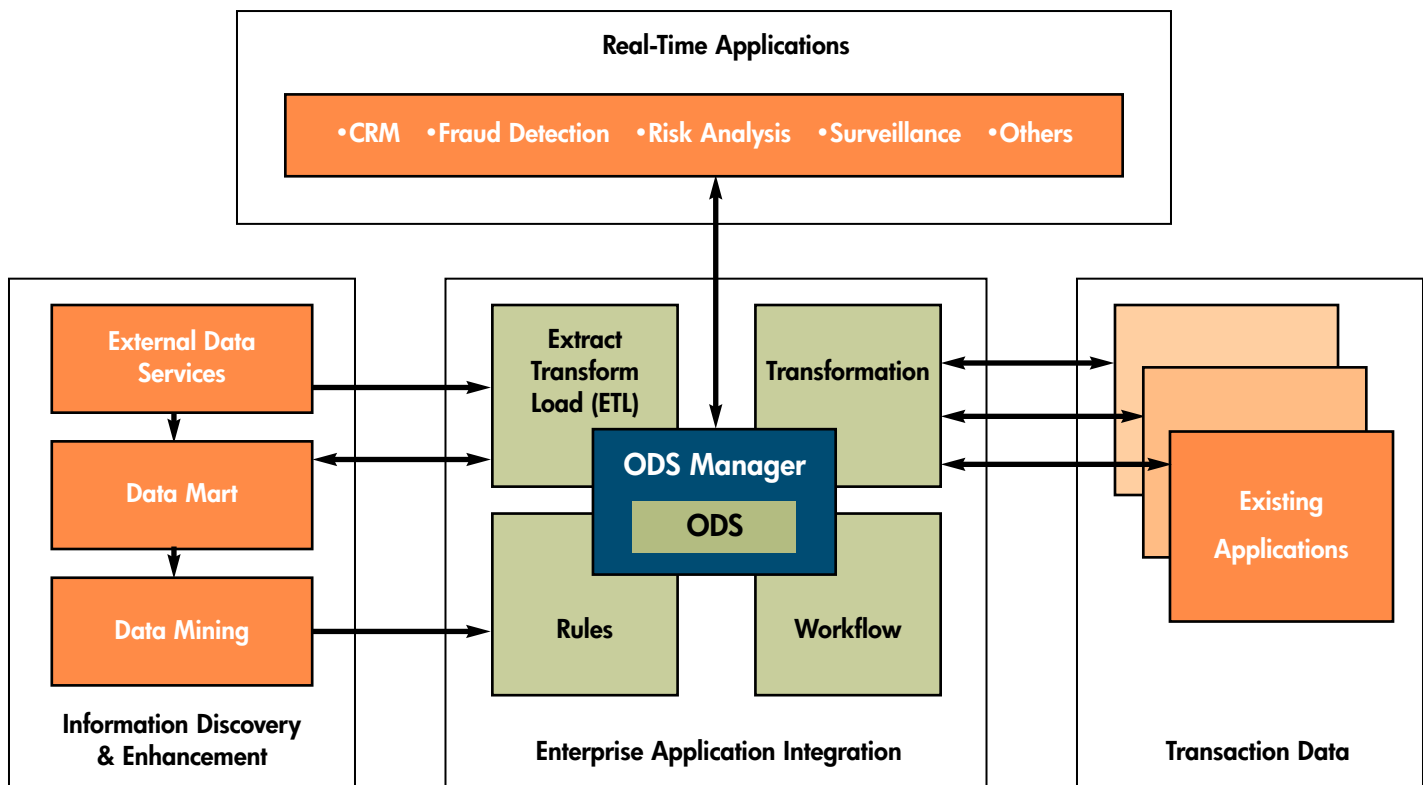 Real-Time Applications
•CRM •Fraud Detection •Risk Analysis •Surveillance •Others
External Data
Services
Data Mart
Data Mining
Information Discovery
& Enhancement
Extract
Transform
Load (ETL)
Transformation
ODS Manager
ODS
Rules
Workflow
Enterprise Application Integration
Existing
Applications
Transaction Data